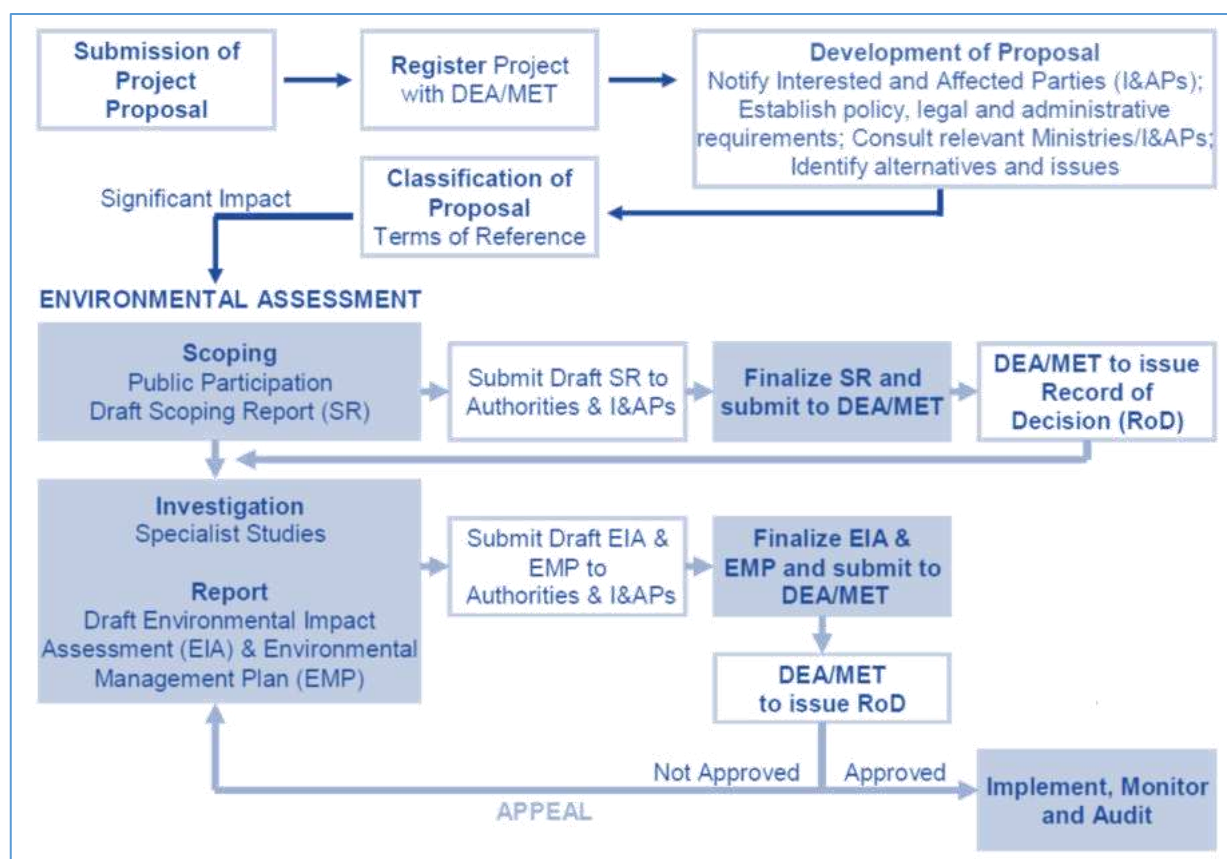 Submission of
Project
Proposal
Register Project
with DEA/MET
Development of Proposal
Notify Interested and Affected Parties (I&APs);
Establish policy, legal and administrative
requirements; Consult relevant Ministries/I&APs;
Identify alternatives and issues
Classification of
Proposal
Terms of Reference
Significant Impact
ENVIRONMENTAL ASSESSMENT
Scoping
Public Participation
Draft Scoping Report (SR)
Submit Draft SR to
Authorities & I&APs
Finalize SR and
submit to DEA/MET
DEA/MET to issue
Record of
Decision (RoD)
Investigation
Specialist Studies
Report
Draft Environmental Impact
Assessment (EIA) & Environmental
Management Plan (EMP)
Submit Draft EIA &
EMP to
Authorities & I&APs
Finalize EIA &
EMP and submit to
DEA/MET
DEA/MET
to issue RoD
Not Approved
Approved
APPEAL
Implement, Monitor
and Audit